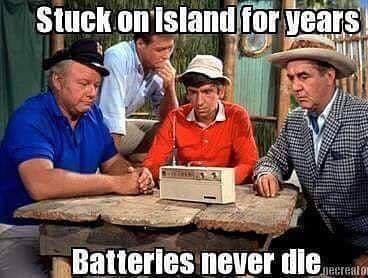 Stuck on Island for years
Batteries never die